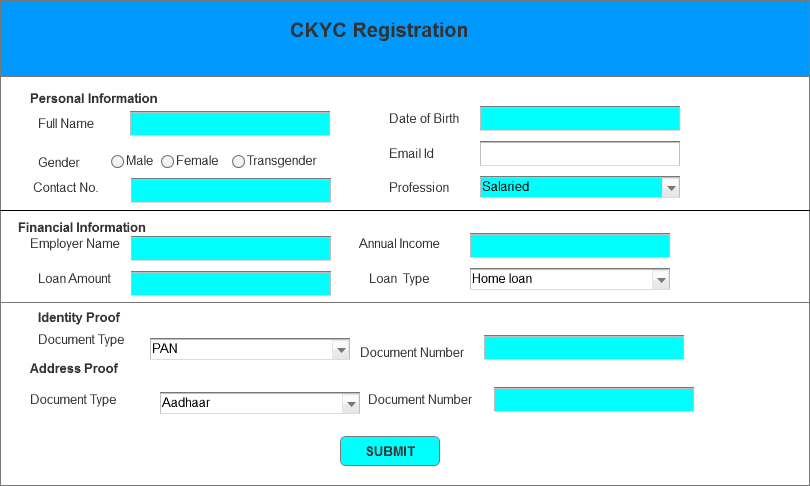 CKYC Registration
Personal Information
Full Name
Date of Birth
Gender
Male
Female
Transgender
Email Id
Contact No.
Profession
Salaried
Financial Information
Employer Name
Annual Income
Loan Amount
Loan Type
Home loan
Identity Proof
Document Type
PAN
Document Number
Address Proof
Document Type
Aadhaar
Document Number
SUBMIT